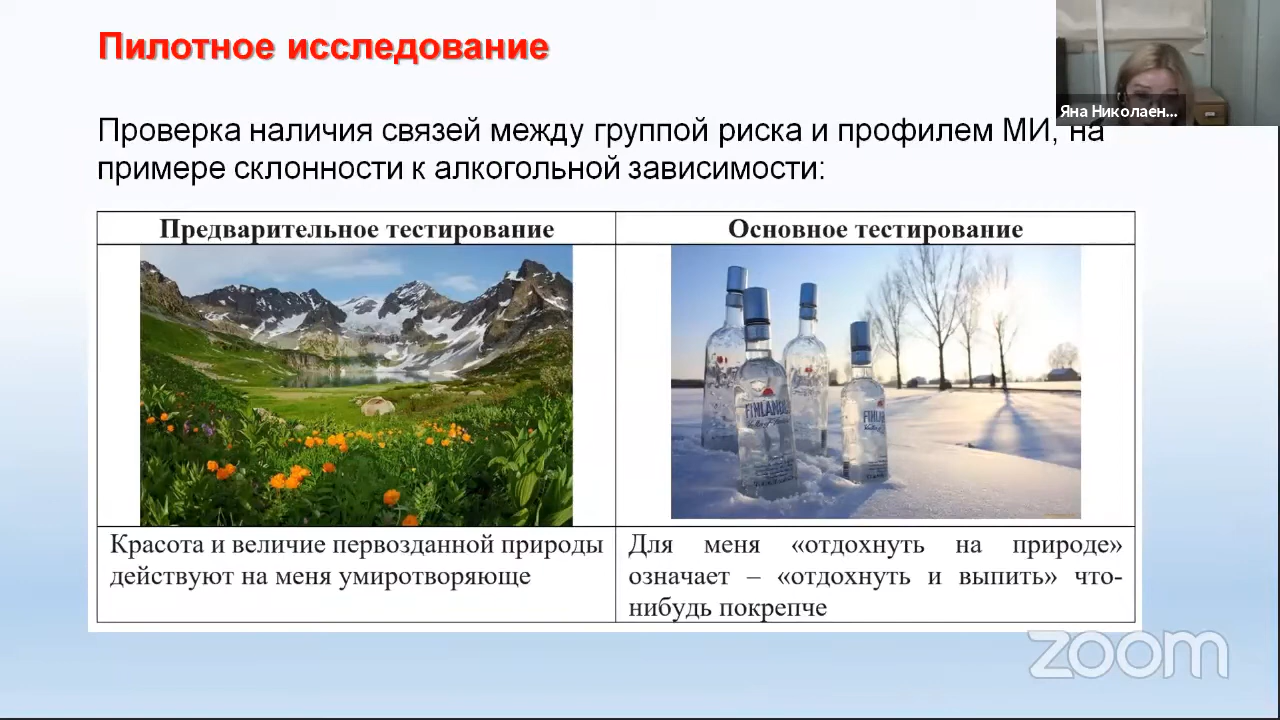 Пилотное исследование
Яна Николаен...
Проверка наличия связей между группой риска и профилем МИ, на
примере склонности к алкогольной зависимости:
Предварительное тестирование
Основное тестирование
FINLAND
Красота и величие первозданной природы
действуют на меня умиротворяюще
Для меня «отдохнуть на природе»
означает – «отдохнуть и выпить» что-
нибудь покрепче
zoom